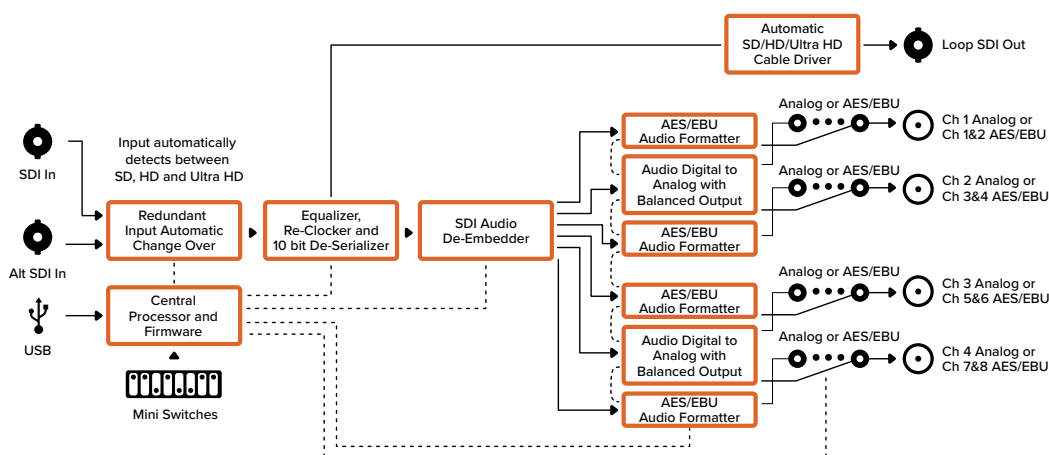 Automatic
SD/HD/Ultra HD
Cable Driver
Loop SDI Out
SDI In
Input automatically
detects between
SD, HD and Ultra HD
Alt SDI In
Redundant
Input Automatic
Change Over
Equalizer,
Re-Clocker and
10 bit De-Serializer
SDI Audio
De-Embedder
USB
Central
Processor and
Firmware
Mini Switches
AES/EBU
Audio Formatter
Audio Digital to
Analog with
Balanced Output
AES/EBU
Audio Formatter
AES/EBU
Audio Formatter
Audio Digital to
Analog with
Balanced Output
AES/EBU
Audio Formatter
Analog or AES/EBU
Ch 1 Analog or
Ch 1&2 AES/EBU
Analog or AES/EBU
Ch 2 Analog or
Ch 3&4 AES/EBU
Analog or AES/EBU
Ch 3 Analog or
Ch 5&6 AES/EBU
Analog or AES/EBU
Ch 4 Analog or
Ch 7&8 AES/EBU